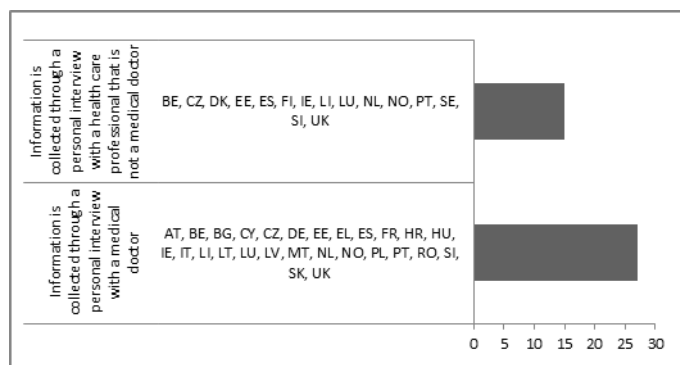 Information is
collected through a
personal interview
with a health care
professional that is
not a medical doctor
BE, CZ, DK, EE, ES, FI, IE, LI, LU, NL, NO, PT, SE,
SI, UK
Information is
collected through a
personal interview
with a medical
doctor
AT, BE, BG, CY, CZ, DE, EE, EL, ES, FR, HR, HU,
IE, IT, LI, LT, LU, LV, MT, NL, NO, PL, PT, RO, SI,
SK, UK
0 5 10 15 20 25 30